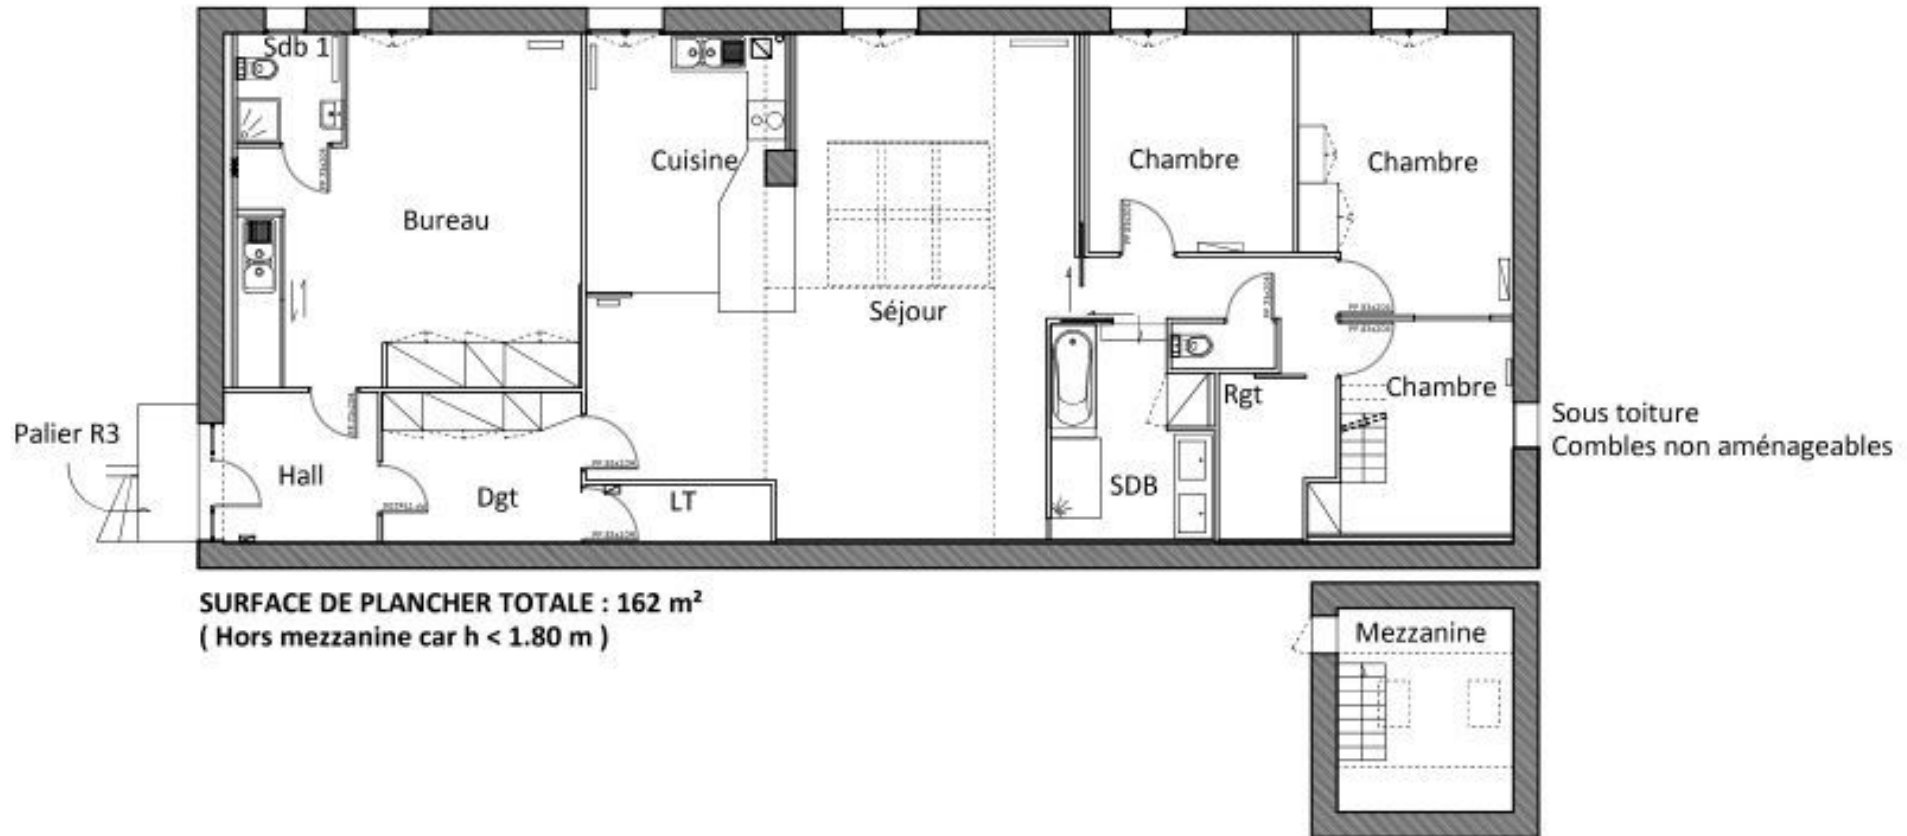 Sdb 1
Cuisine
Chambre
Chambre
Bureau
Séjour
Chambre
Rgt
Palier R3
Hall
Dgt
LT
SDB
Sous toiture
Combles non aménageables
SURFACE DE PLANCHER TOTALE : 162 m²
( Hors mezzanine car h < 1.80 m )
Mezzanine